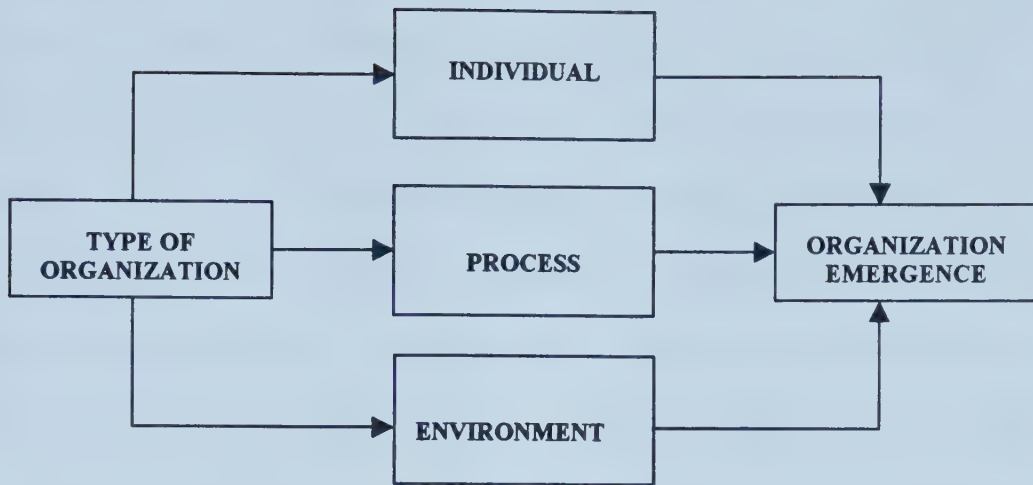 INDIVIDUAL
TYPE OF
ORGANIZATION
PROCESS
ORGANIZATION
EMERGENCE
ENVIRONMENT